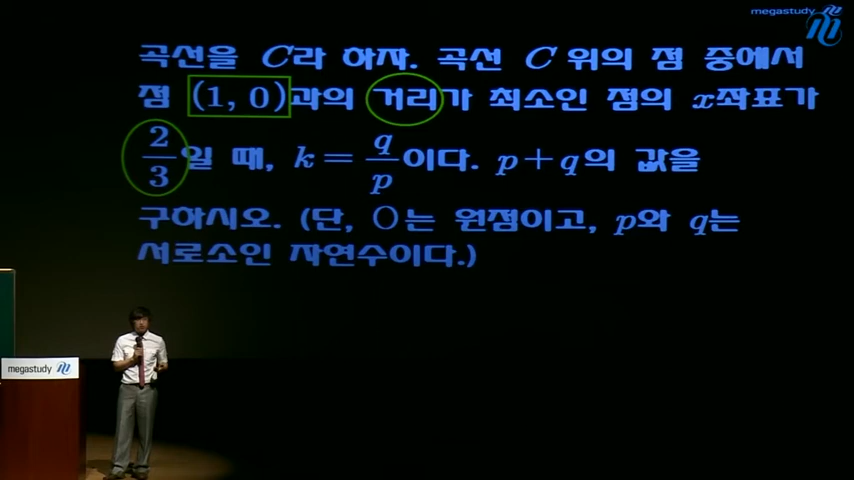 megastudy
곡선을 C라 하자. 곡선 C 위의 점 중에서
점 (1, 0)과의 거리가 최소인 점의 x좌표가
2/3일 때, k = q/p이다. p+q의 값을
구하시오. (단, O는 원점이고, p와 q는
서로소인 자연수이다.)
megastudy